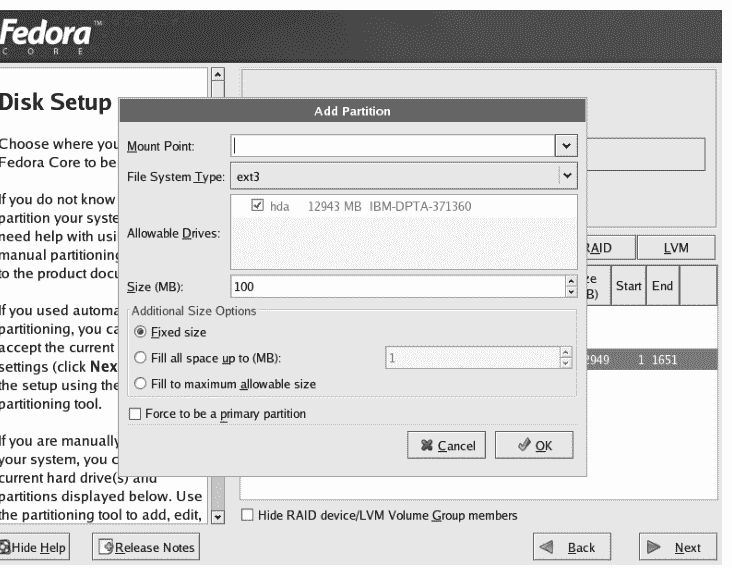 Fedora™
CORE
Disk Setup
Choose where you
Fedora Core to be
If you do not know
partition your syste
need help with usi
manual partitioning
to the product docu
If you used automa
partitioning, you ca
accept the current
settings (click Nex
the setup using the
partitioning tool.
If you are manually
your system, you c
current hard drive(s) and
partitions displayed below. Use
the partitioning tool to add, edit,
Add Partition
Mount Point:
File System Type: ext3
hda 12943 MB IBM-DPTA-371360
Allowable Drives:
Size (MB): 100
Additional Size Options
Fixed size
Fill all space up to (MB): 1
Fill to maximum allowable size
Force to be a primary partition
Cancel OK
RAID LVM
Start End
B)
2949 1 1651
Hide RAID device/LVM Volume Group members
Hide Help Release Notes Back Next